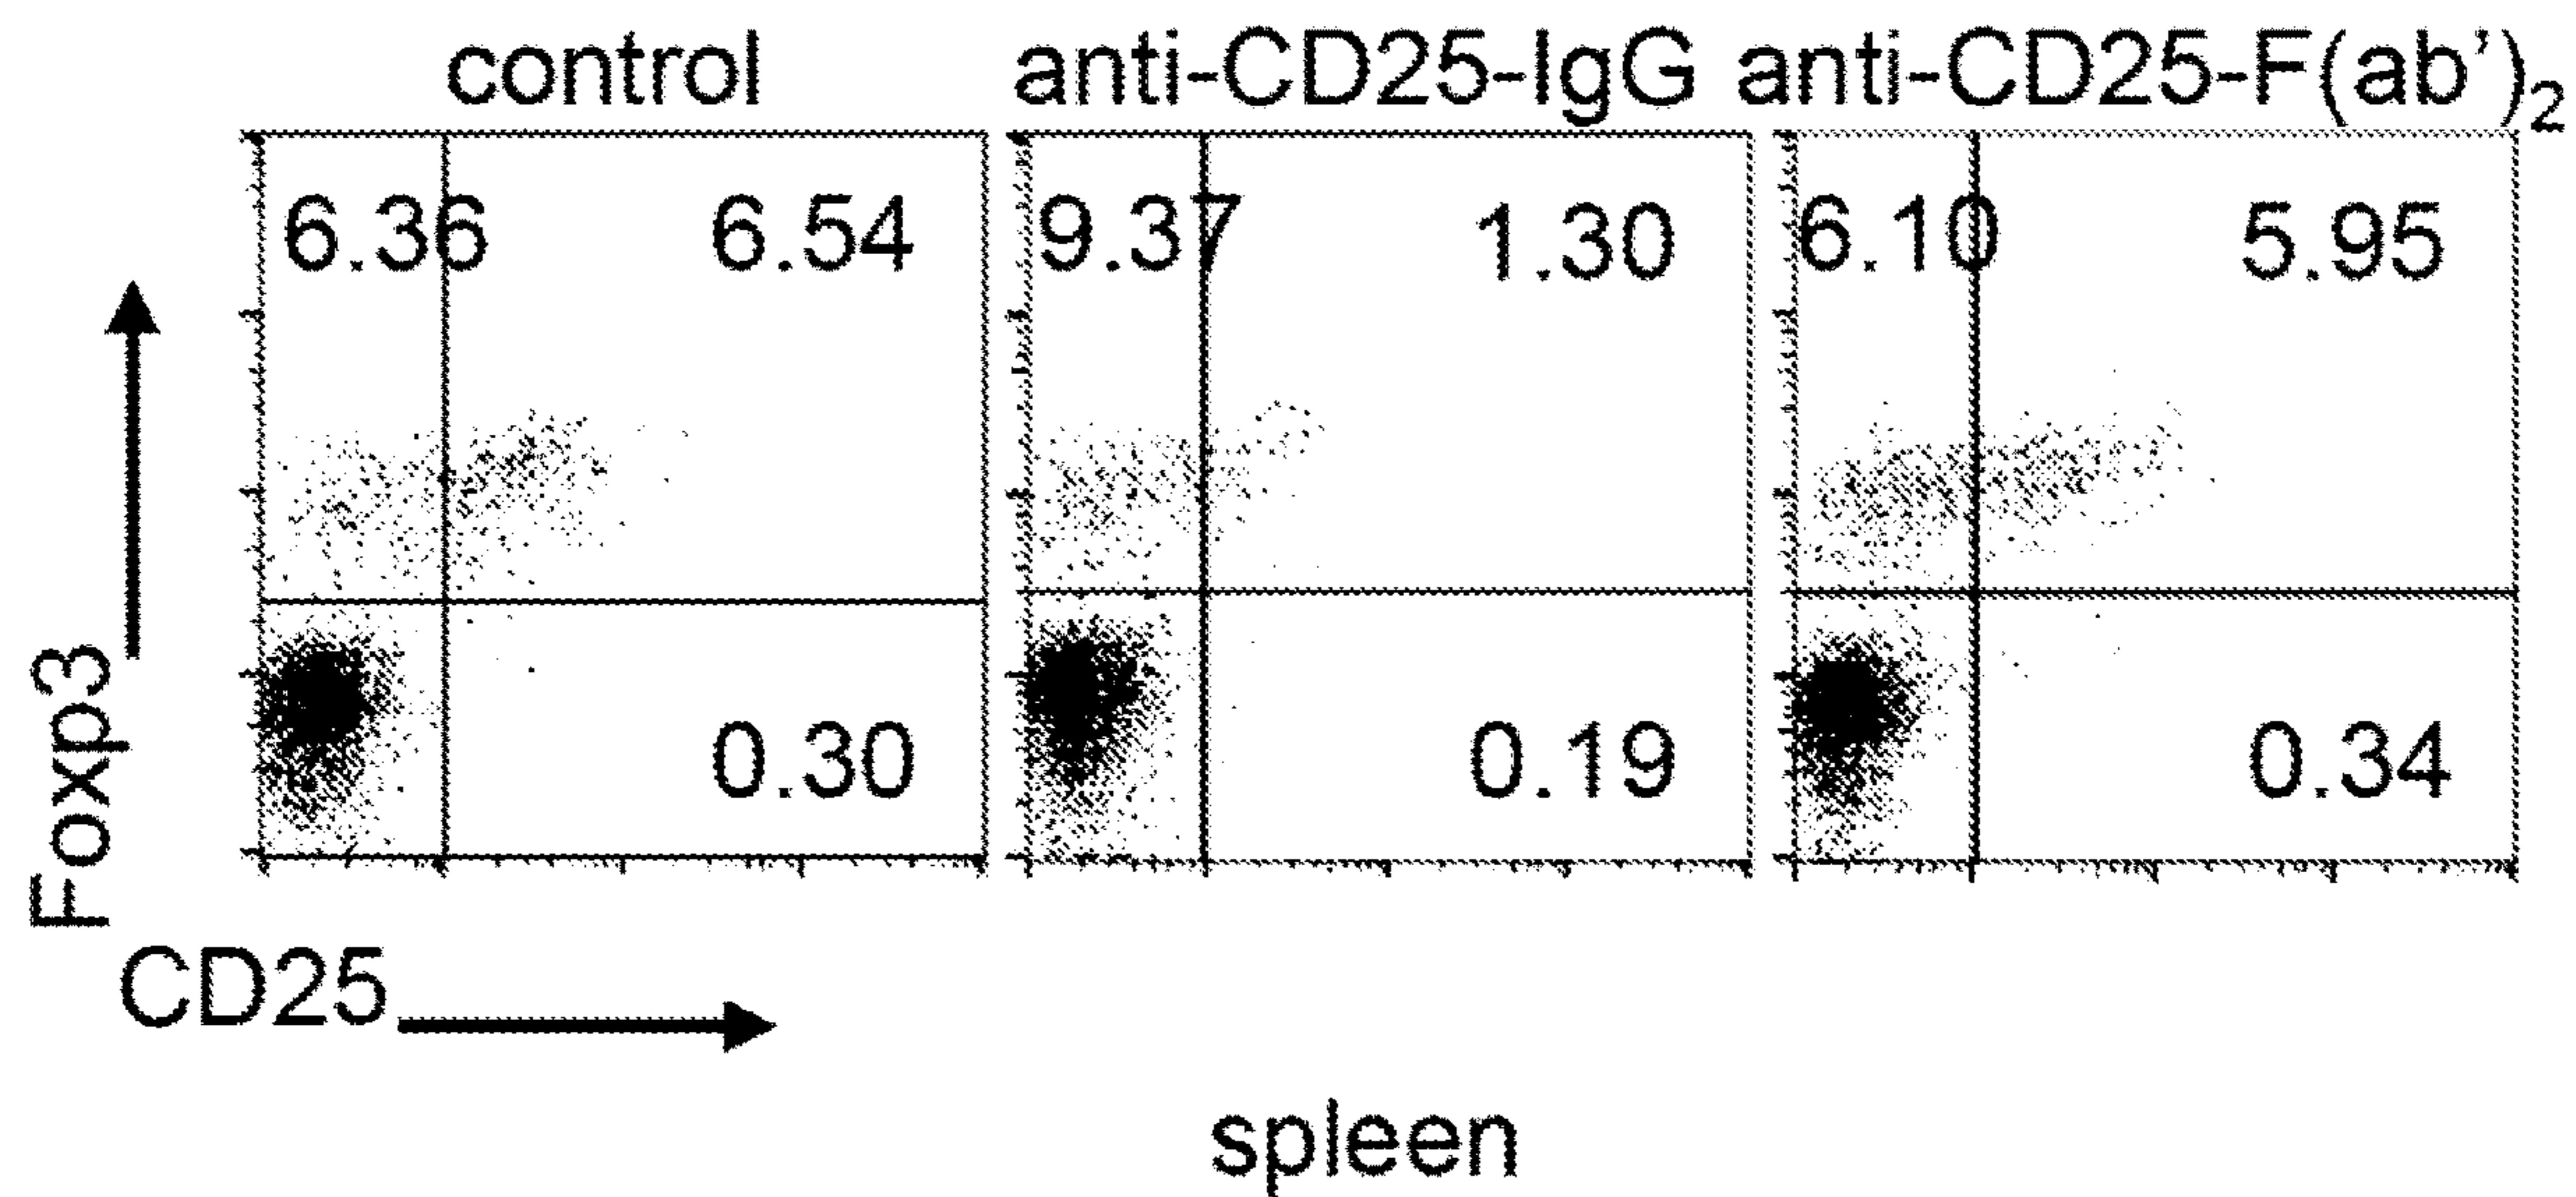 control anti-CD25-IgG anti-CD25-F(ab’)₂
6.36 6.54 9.37 1.30 6.10 5.95
0.30 0.19 0.34
Foxp3
CD25
spleen